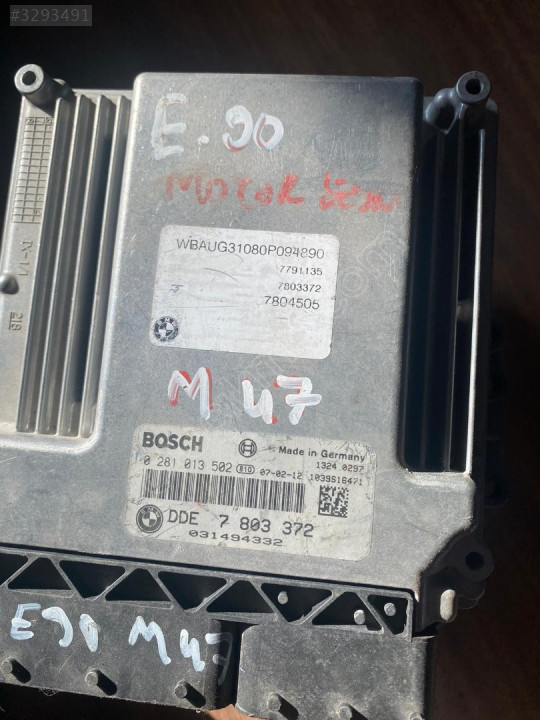 #3293491
E.90
MOTOR
WBAUG31080P094890
7791135
7803372
7804505
M 47
BOSCH
Made in Germany
0 281 013 502 810 07-02-12
1324 0297
1039S16471
DDE 7 803 372
031494332
E90 M47